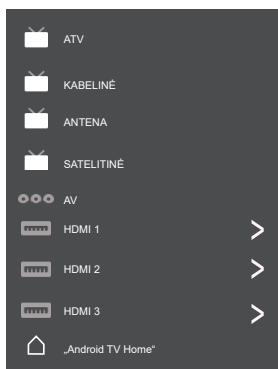 ATV
KABELINĖ
ANTENA
SATELITINĖ
AV
HDMI 1
HDMI 2
HDMI 3
„Android TV Home“